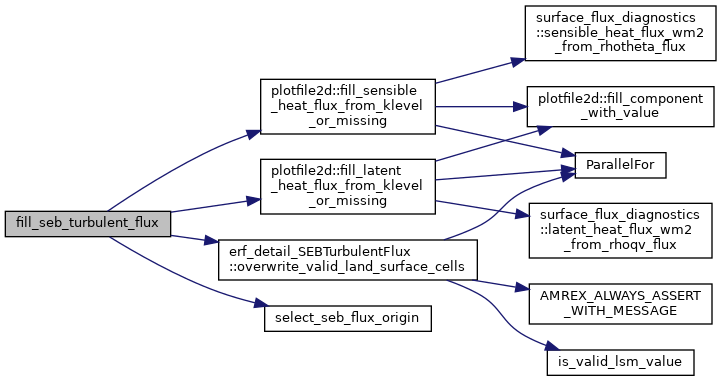 fill_seb_turbulent_flux
plotfile2d::fill_sensible
_heat_flux_from_klevel
_or_missing
plotfile2d::fill_latent
_heat_flux_from_klevel
_or_missing
erf_detail_SEBTurbulentFlux
::overwrite_valid_land_surface_cells
select_seb_flux_origin
surface_flux_diagnostics
::sensible_heat_flux_wm2
_from_rhotheta_flux
plotfile2d::fill_component
_with_value
ParallelFor
surface_flux_diagnostics
::latent_heat_flux_wm2
_from_rhoqv_flux
AMREX_ALWAYS_ASSERT
_WITH_MESSAGE
is_valid_lsm_value